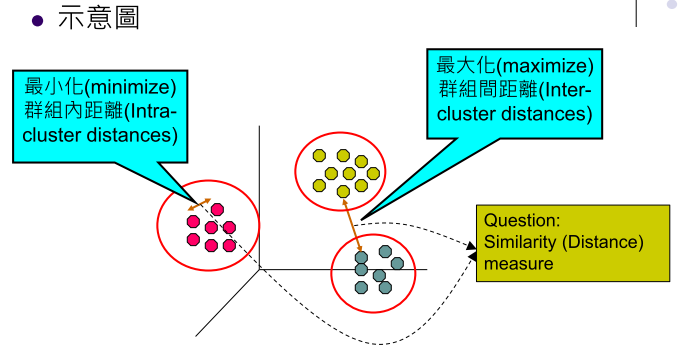 示意圖
最小化(minimize)
群組內距離(Intra-
cluster distances)
最大化(maximize)
群組間距離(Inter-
cluster distances)
Question:
Similarity (Distance)
measure